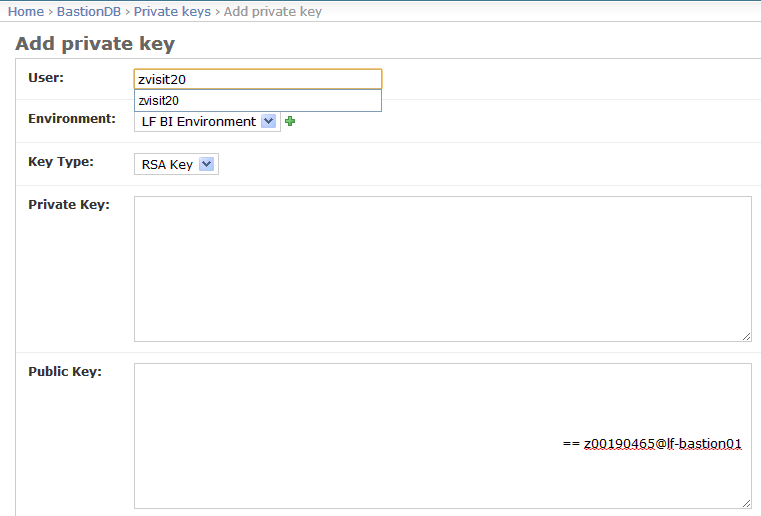 Home › BastionDB › Private keys › Add private key
Add private key
User:
zvisit20
zvisit20
Environment:
LF BI Environment
Key Type:
RSA Key
Private Key:
Public Key:
== z00190465@lf-bastion01